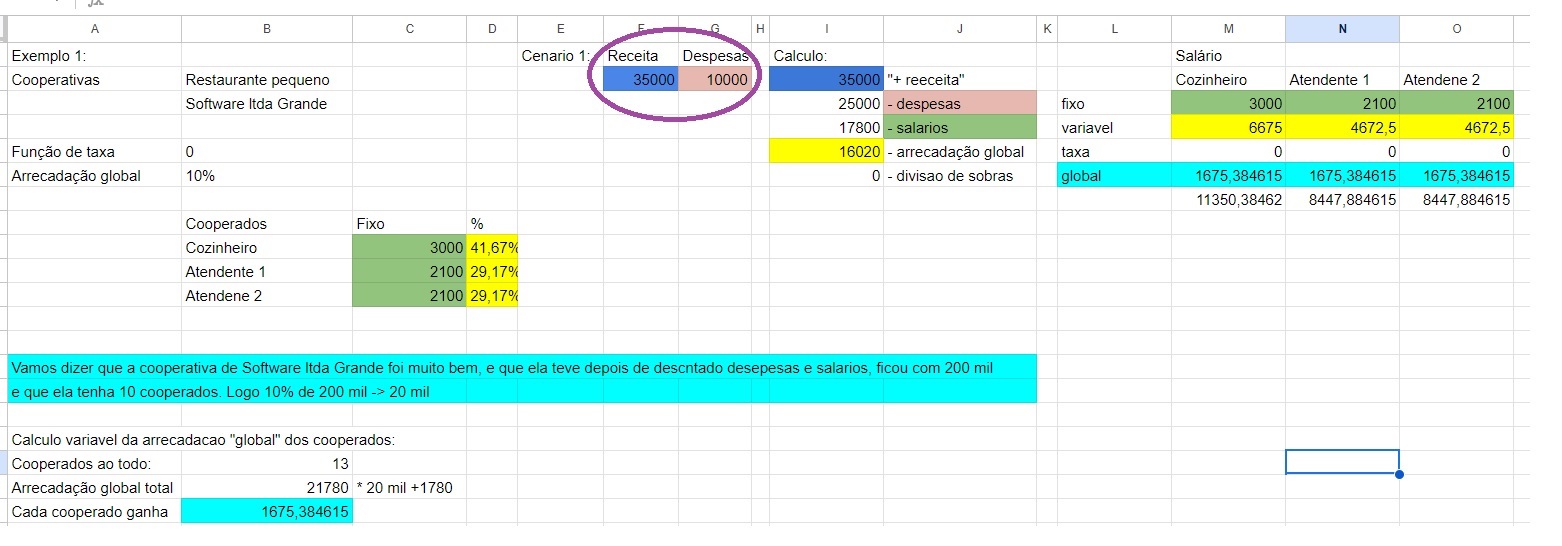 A B C D E F G H I J K L M N O
Exemplo 1: Cenario 1: Receita Despesas Calculo: Salário
Cooperativas Restaurante pequeno 35000 10000 35000 "+ reeceita" Cozinheiro Atendente 1 Atendene 2
Software ltda Grande 25000 - despesas fixo 3000 2100 2100
17800 - salarios variavel 6675 4672,5 4672,5
Função de taxa 0 16020 - arrecadação global taxa 0 0 0
Arrecadação global 10% 0 - divisao de sobras global 1675,384615 1675,384615 1675,384615
11350,38462 8447,884615 8447,884615
Cooperados Fixo %
Cozinheiro 3000 41,67%
Atendente 1 2100 29,17%
Atendene 2 2100 29,17%
Vamos dizer que a cooperativa de Software ltda Grande foi muito bem, e que ela teve depois de descntado desepesas e salarios, ficou com 200 mil
e que ela tenha 10 cooperados. Logo 10% de 200 mil -> 20 mil
Calculo variavel da arrecadacao "global" dos cooperados:
Cooperados ao todo: 13
Arrecadação global total 21780 * 20 mil +1780
Cada cooperado ganha 1675,384615